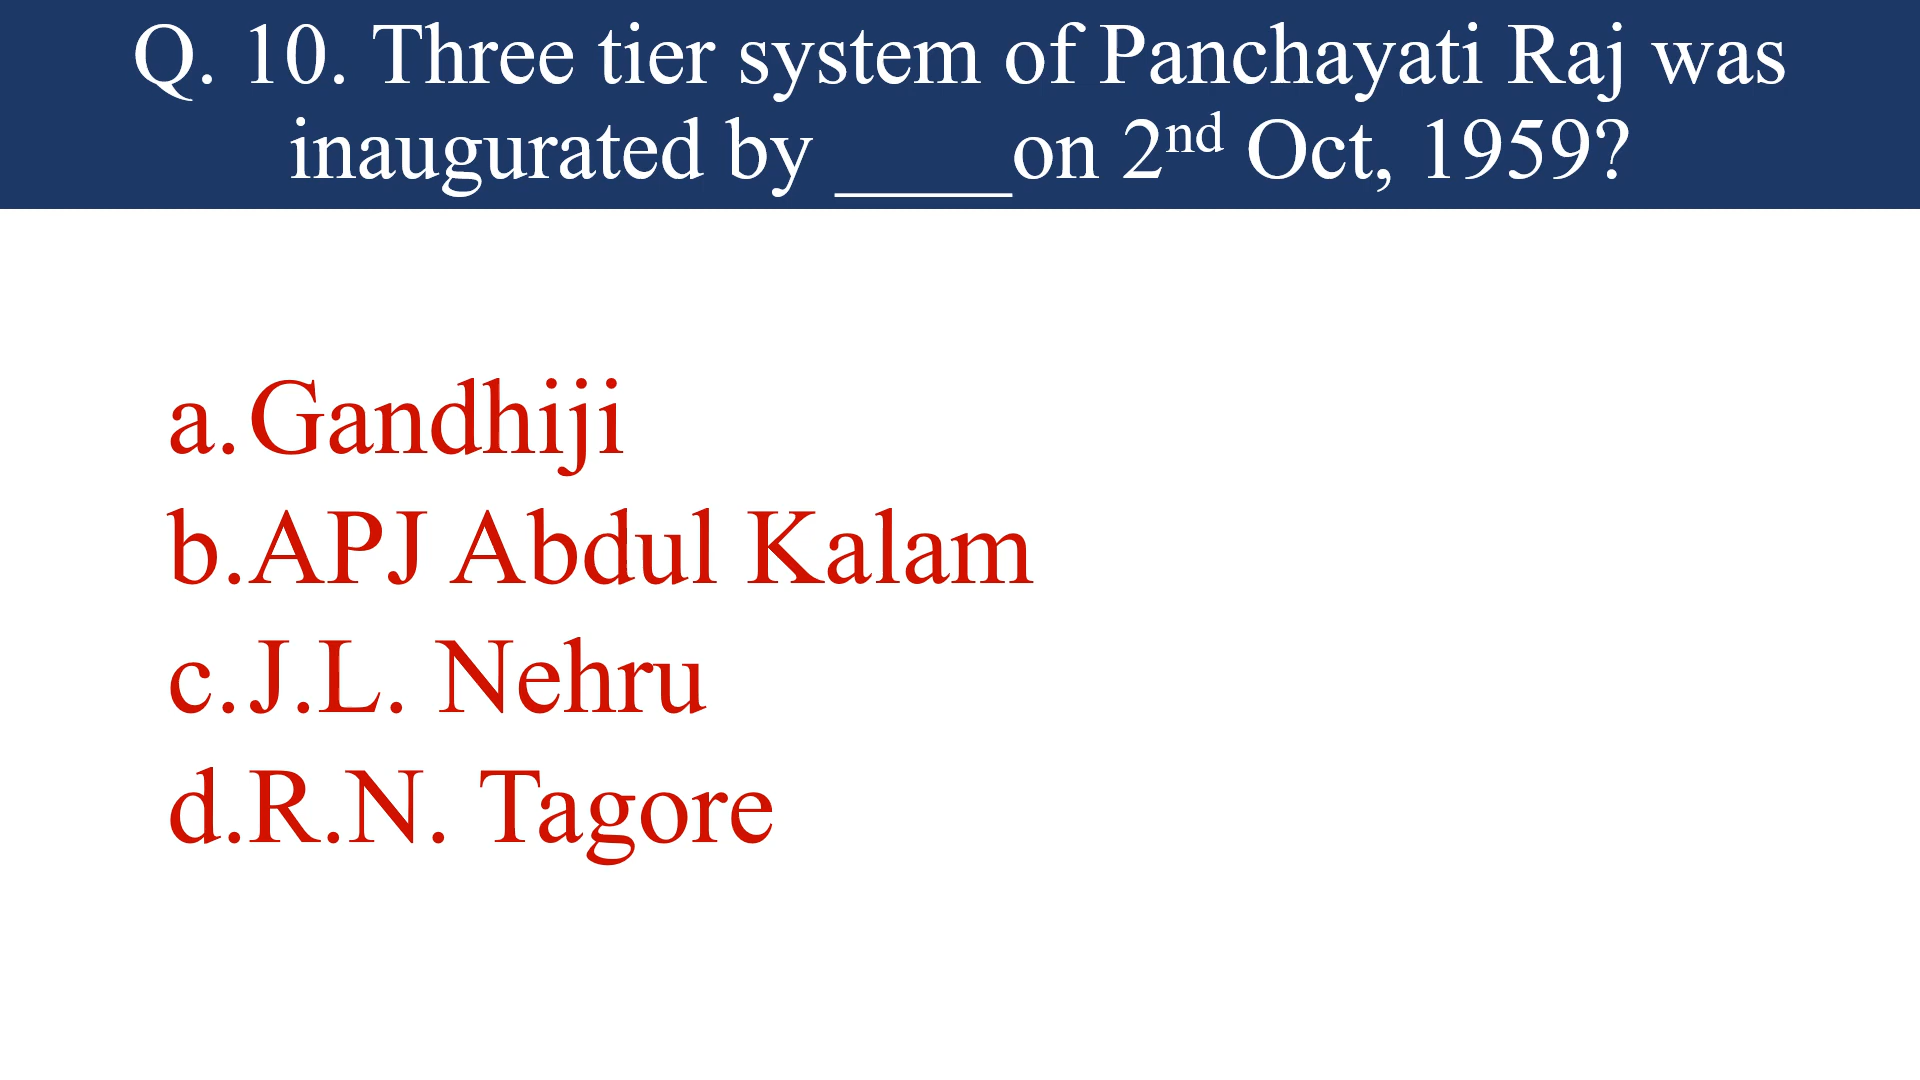 Q. 10. Three tier system of Panchayati Raj was
inaugurated by ____on 2nd Oct, 1959?
a. Gandhiji
b. APJ Abdul Kalam
c. J.L. Nehru
d. R.N. Tagore